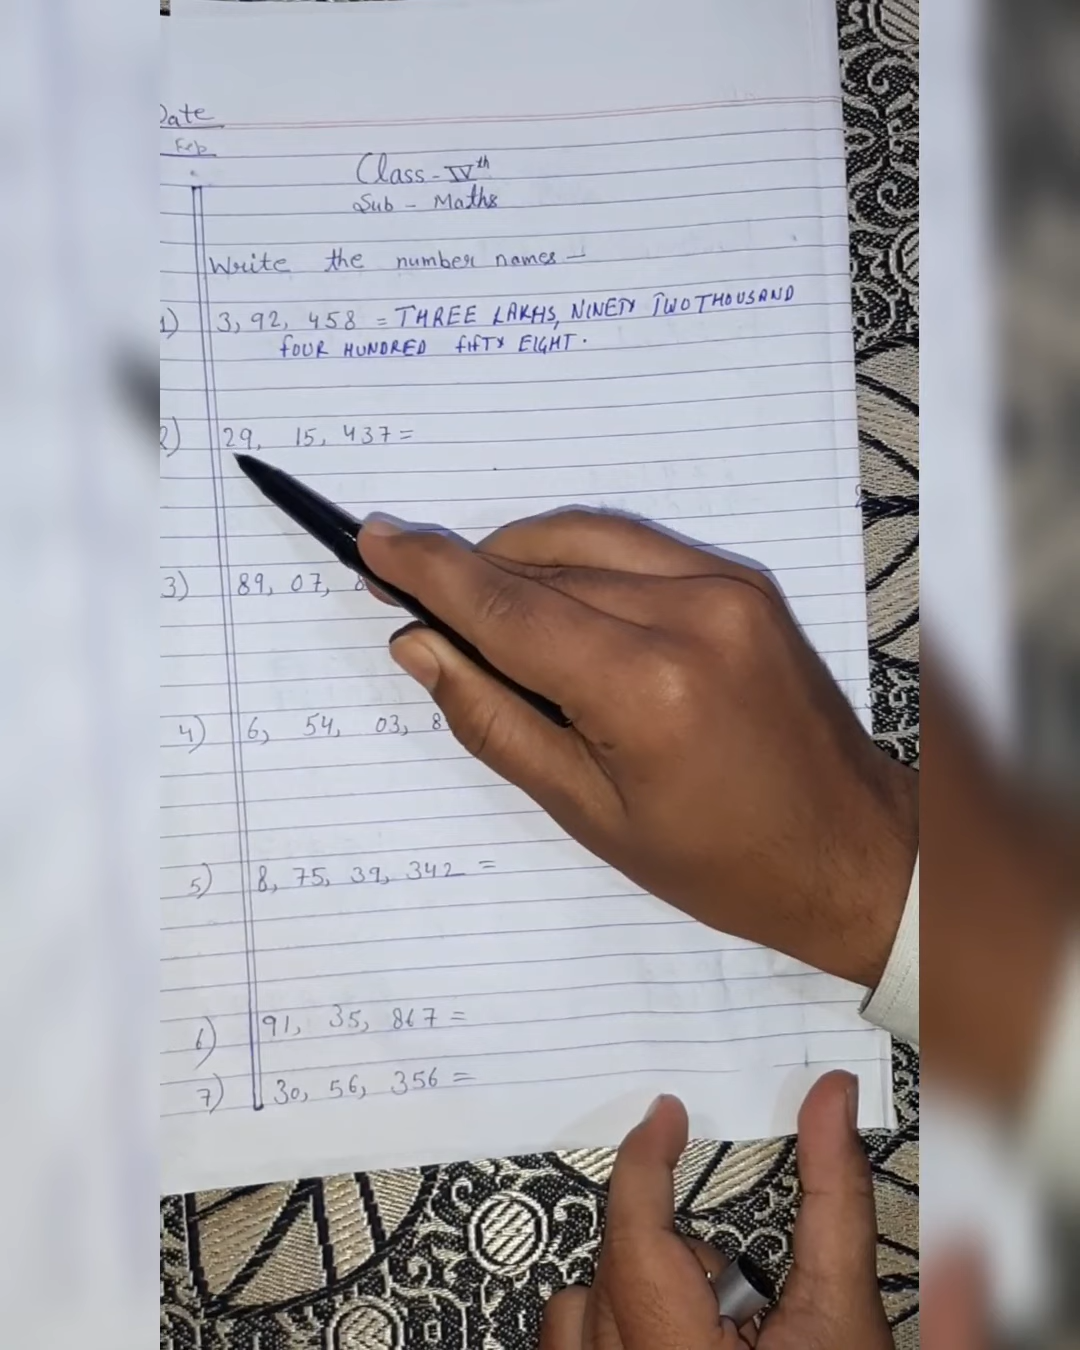 Date
Feb
Class - IVth
Sub - Maths
Write the number names -
1) 3, 92, 458 = THREE LAKHS, NINETY TWO THOUSAND
FOUR HUNDRED FIFTY EIGHT.
2) 29, 15, 437 =
3) 89, 07, 8
4) 6, 54, 03, 8
5) 8, 75, 39, 342 =
6) 91, 35, 867 =
7) 30, 56, 356 =